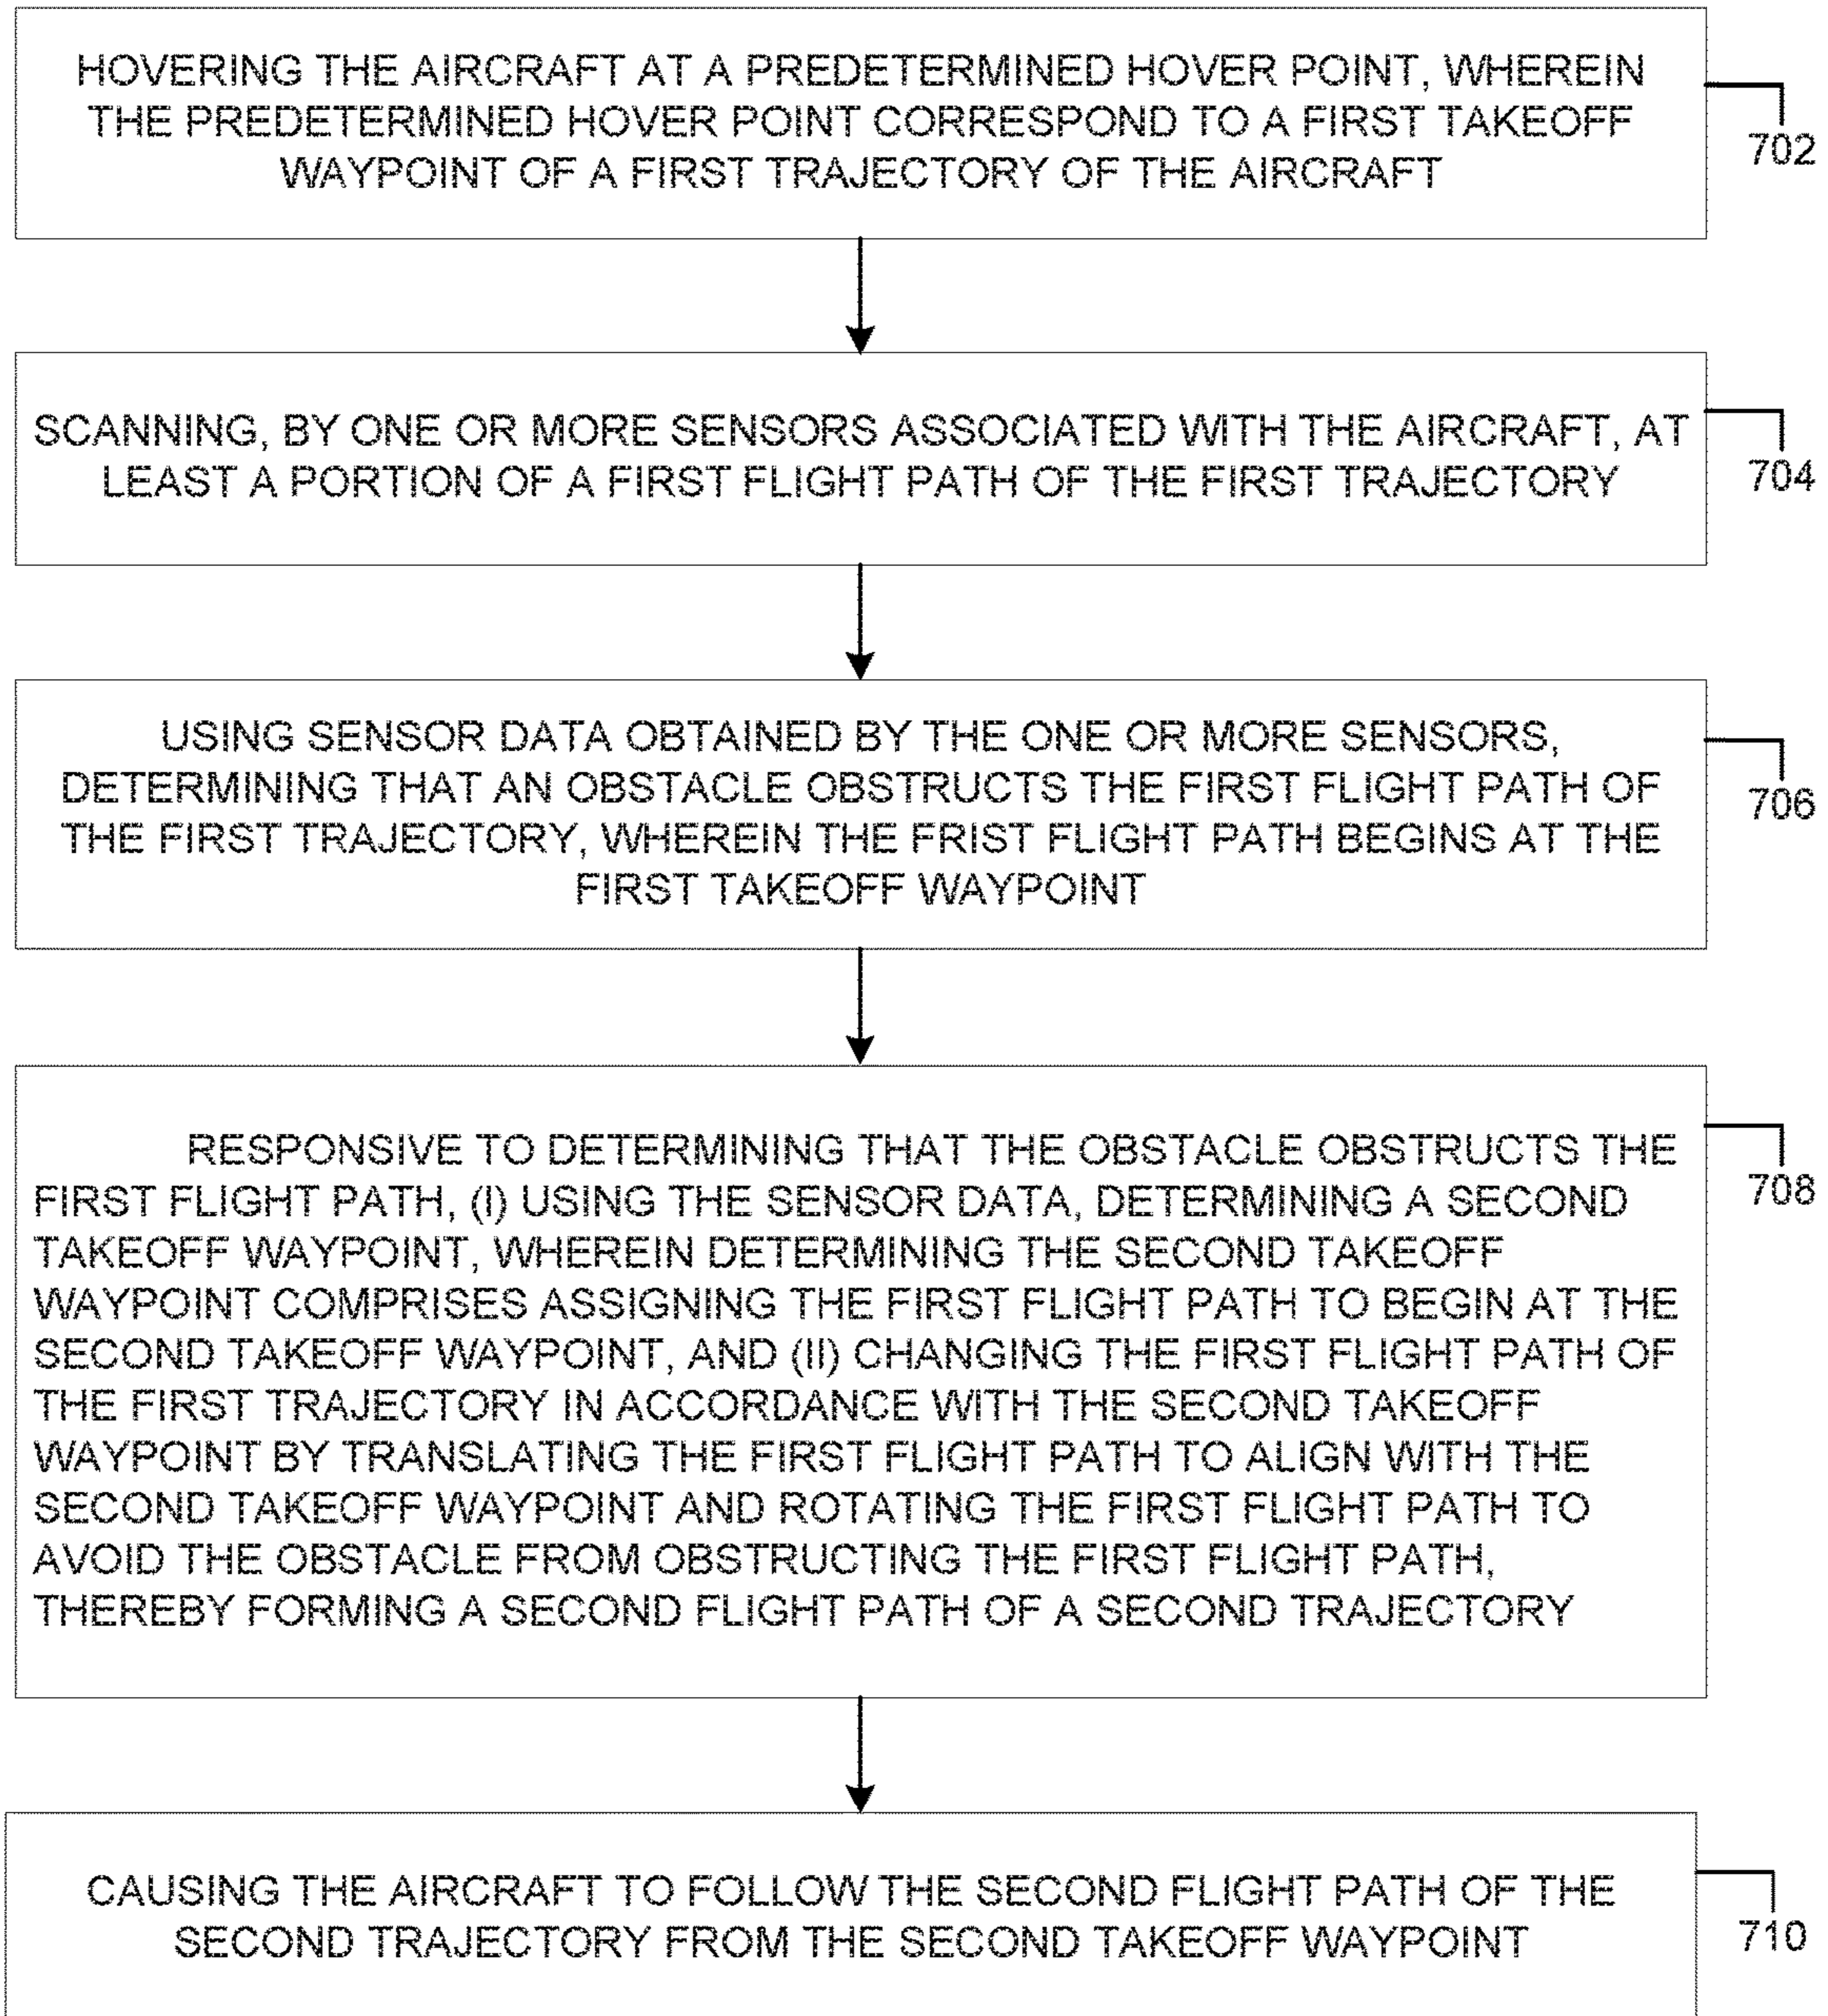 HOVERING THE AIRCRAFT AT A PREDETERMINED HOVER POINT, WHEREIN
THE PREDETERMINED HOVER POINT CORRESPOND TO A FIRST TAKEOFF
WAYPOINT OF A FIRST TRAJECTORY OF THE AIRCRAFT
702
SCANNING, BY ONE OR MORE SENSORS ASSOCIATED WITH THE AIRCRAFT, AT
LEAST A PORTION OF A FIRST FLIGHT PATH OF THE FIRST TRAJECTORY
704
USING SENSOR DATA OBTAINED BY THE ONE OR MORE SENSORS,
DETERMINING THAT AN OBSTACLE OBSTRUCTS THE FIRST FLIGHT PATH OF
THE FIRST TRAJECTORY, WHEREIN THE FRIST FLIGHT PATH BEGINS AT THE
FIRST TAKEOFF WAYPOINT
706
RESPONSIVE TO DETERMINING THAT THE OBSTACLE OBSTRUCTS THE
FIRST FLIGHT PATH, (I) USING THE SENSOR DATA, DETERMINING A SECOND
TAKEOFF WAYPOINT, WHEREIN DETERMINING THE SECOND TAKEOFF
WAYPOINT COMPRISES ASSIGNING THE FIRST FLIGHT PATH TO BEGIN AT THE
SECOND TAKEOFF WAYPOINT, AND (II) CHANGING THE FIRST FLIGHT PATH OF
THE FIRST TRAJECTORY IN ACCORDANCE WITH THE SECOND TAKEOFF
WAYPOINT BY TRANSLATING THE FIRST FLIGHT PATH TO ALIGN WITH THE
SECOND TAKEOFF WAYPOINT AND ROTATING THE FIRST FLIGHT PATH TO
AVOID THE OBSTACLE FROM OBSTRUCTING THE FIRST FLIGHT PATH,
THEREBY FORMING A SECOND FLIGHT PATH OF A SECOND TRAJECTORY
708
CAUSING THE AIRCRAFT TO FOLLOW THE SECOND FLIGHT PATH OF THE
SECOND TRAJECTORY FROM THE SECOND TAKEOFF WAYPOINT
710